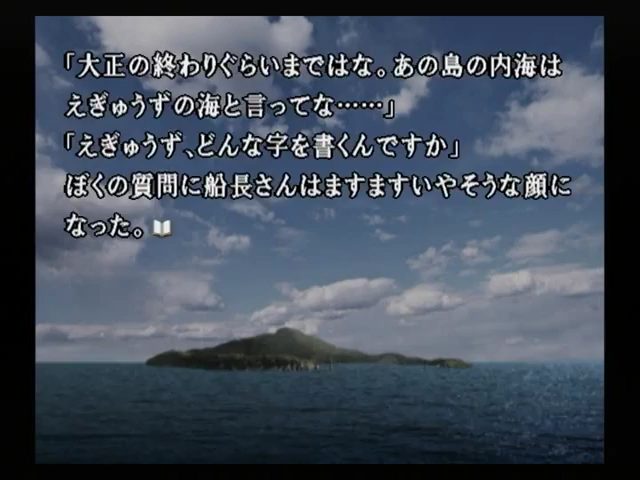 「大正の終わりぐらいまではな。あの島の内海は
えぎゅうずの海と言ってな……」
「えぎゅうず、どんな字を書くんですか」
ぼくの質問に船長さんはますますいやそうな顔に
なった。